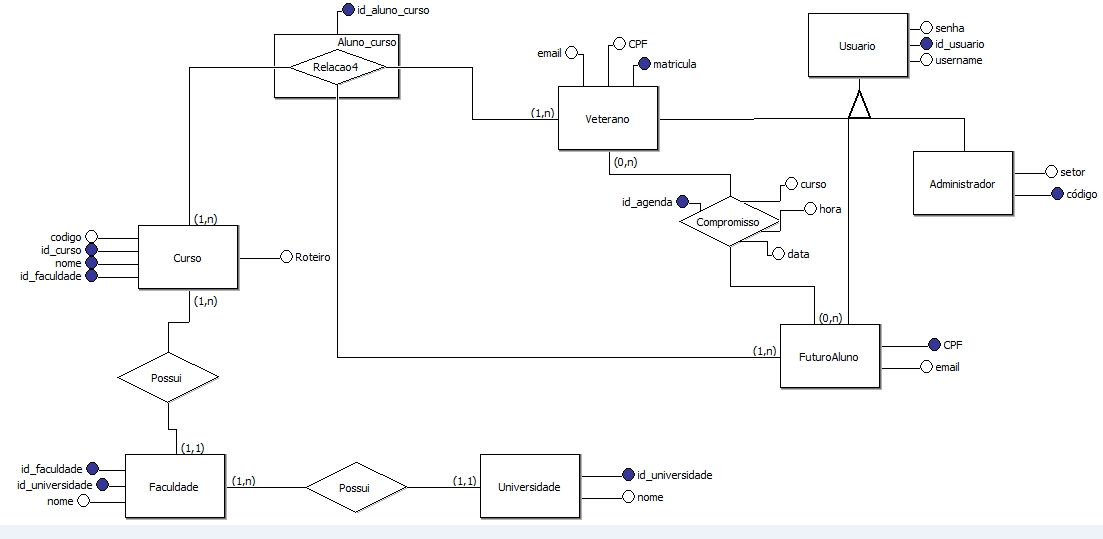 id_aluno_curso
Aluno_curso
Relacao4
email
CPF
matricula
(1,n)
Veterano
(0,n)
senha
Usuario
id_usuario
username
Administrador
setor
código
id_agenda
curso
hora
Compromisso
data
(1,n)
codigo
id_curso
nome
id_faculdade
Curso
Roteiro
(1,n)
(0,n)
(1,n)
FuturoAluno
CPF
email
Possui
(1,1)
id_faculdade
id_universidade
nome
Faculdade
(1,n)
Possui
(1,1)
Universidade
id_universidade
nome